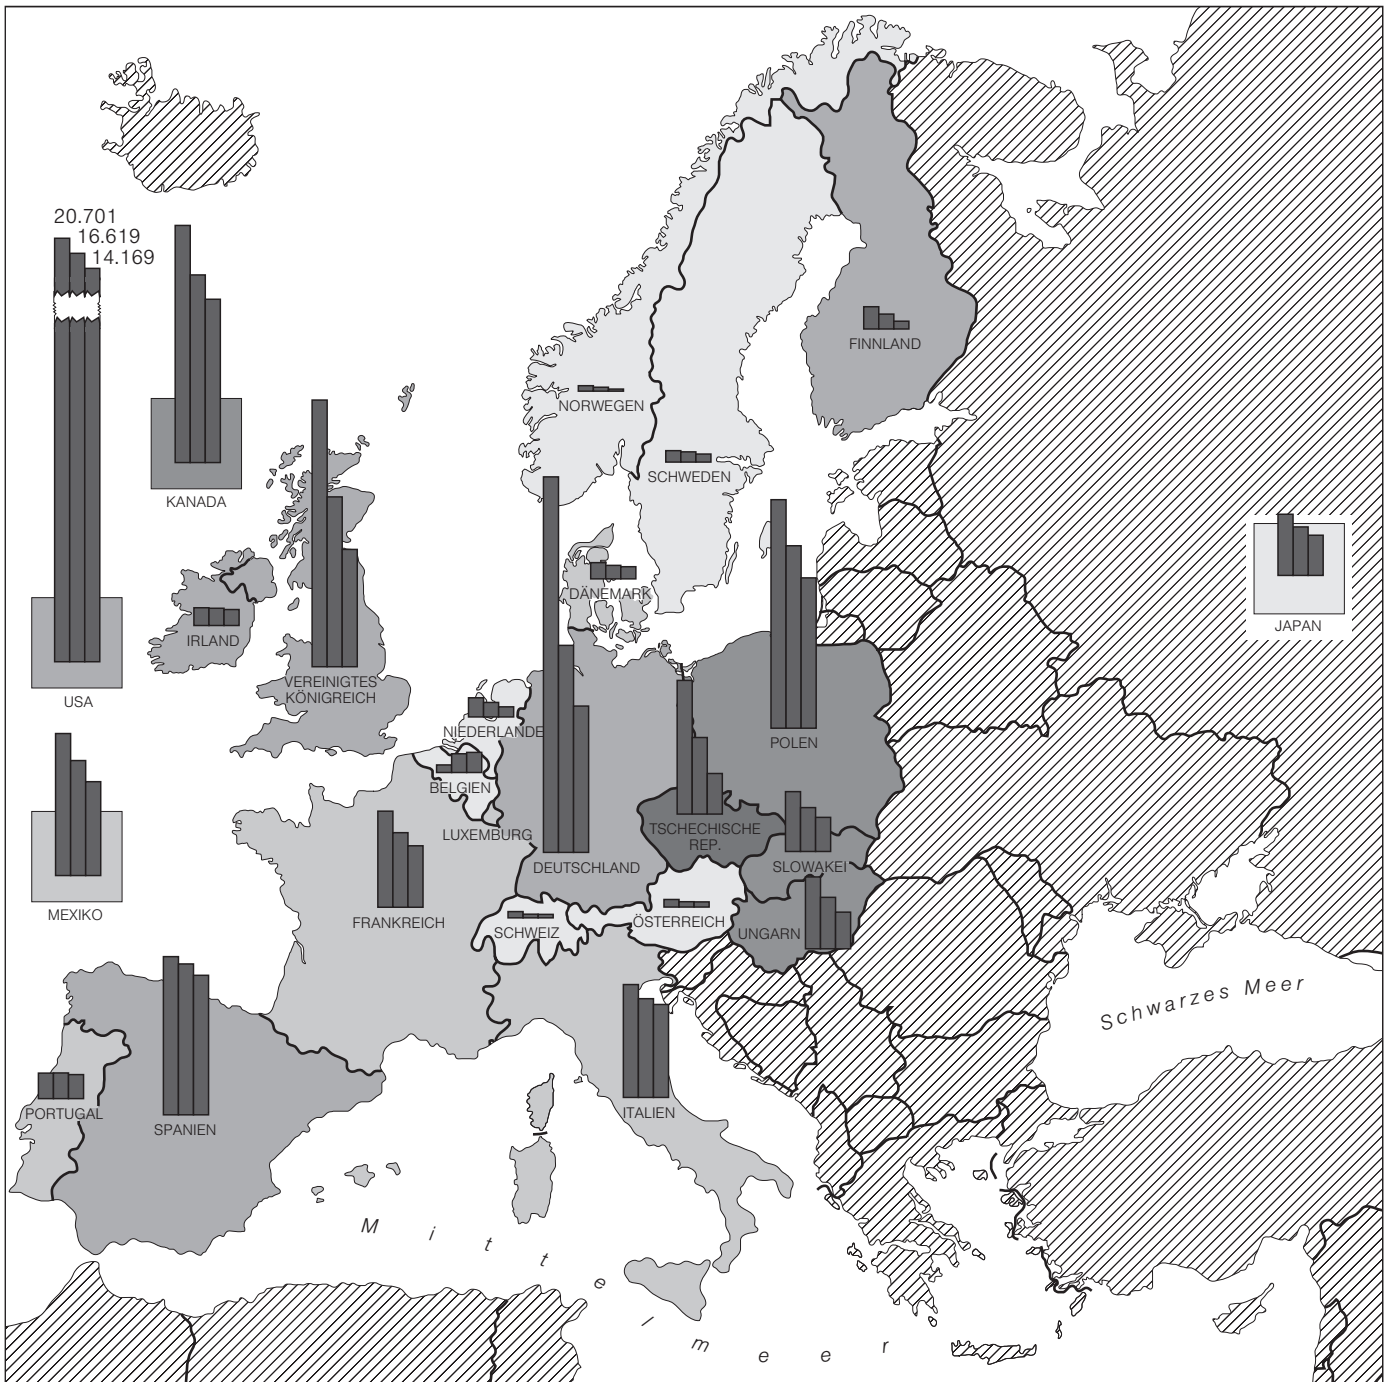 20.701
16.619
14.169
FINNLAND
NORWEGEN
SCHWEDEN
KANADA
DÄNEMARK
JAPAN
IRLAND
VEREINIGTES
KÖNIGREICH
USA
NIEDERLANDE
POLEN
BELGIEN
LUXEMBURG
TSCHECHISCHE
REP.
DEUTSCHLAND
SLOWAKEI
MEXIKO
FRANKREICH
SCHWEIZ
ÖSTERREICH
UNGARN
Schwarzes Meer
PORTUGAL
SPANIEN
ITALIEN
Mittelmeer